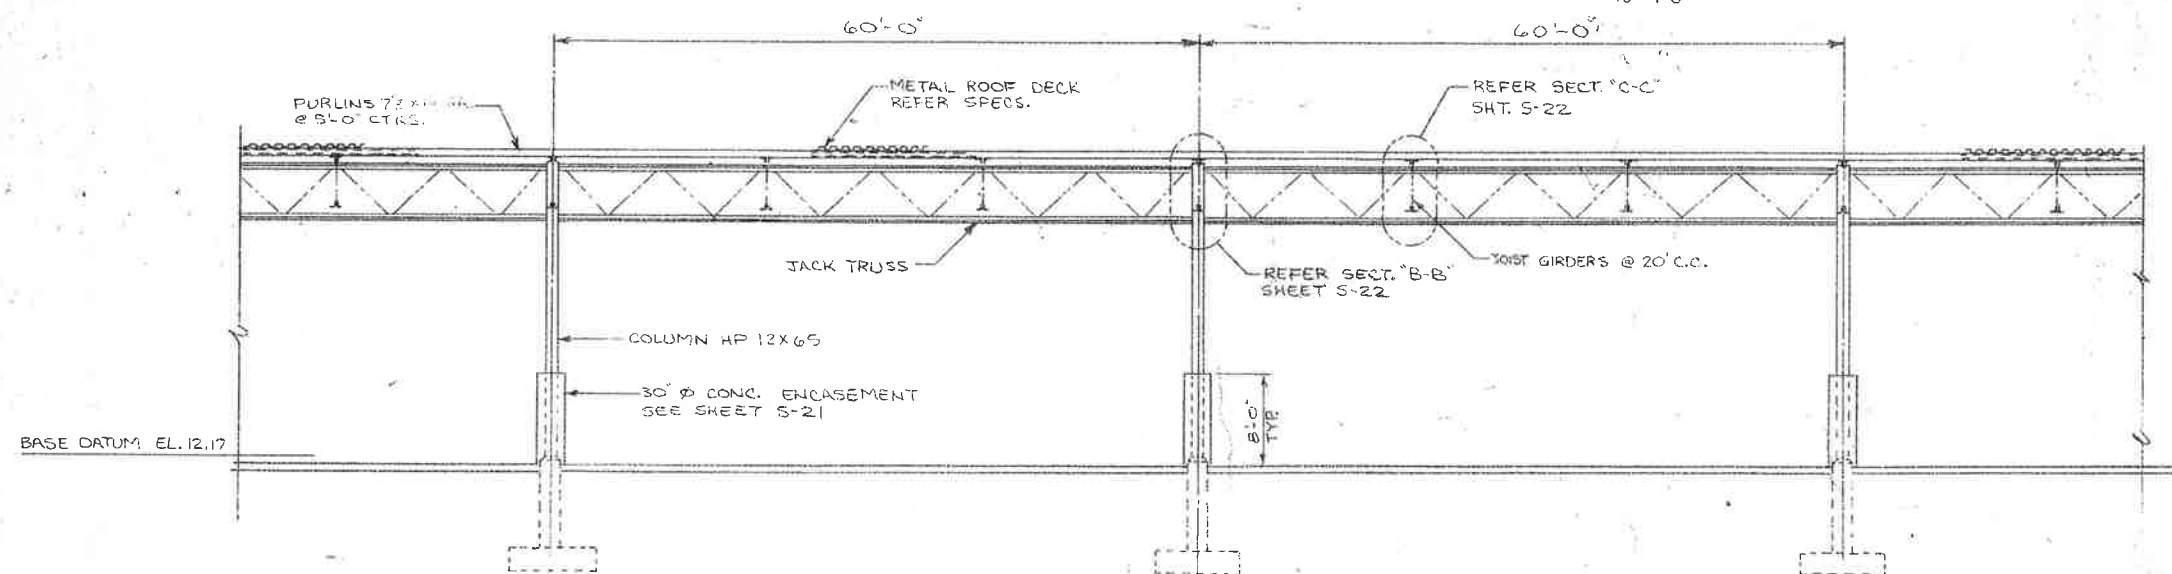 60'-0"
60'-0"
METAL ROOF DECK
REFER SPECS.
REFER SECT. "C-C"
SHT. S-22
PURLINS
@ 5'-0" CTRS.
JACK TRUSS
REFER SECT. "B-B"
SHEET S-22
JOIST GIRDERS @ 20' C.C.
COLUMN HP 12X65
30" Ø CONC. ENCASEMENT
SEE SHEET S-21
8'-0"
TYP.
BASE DATUM EL. 12.17